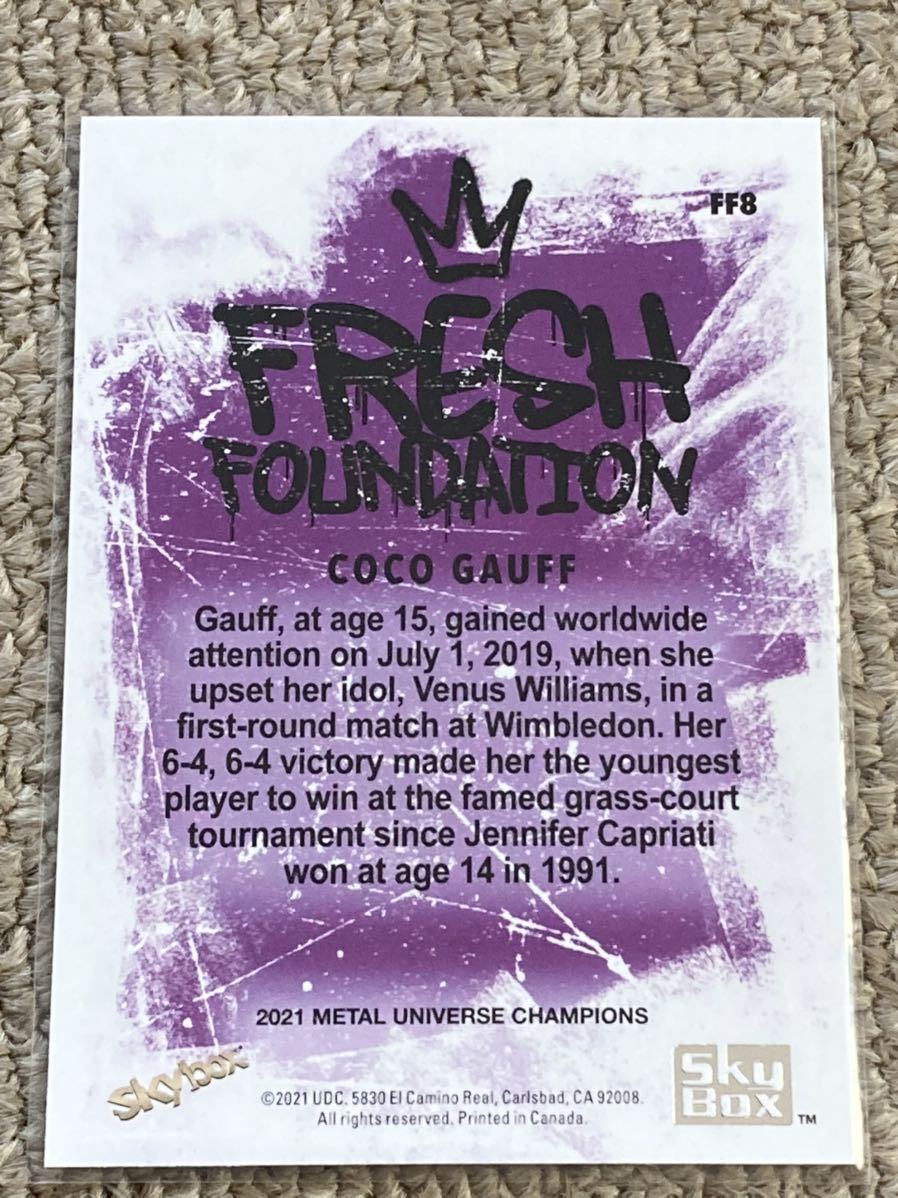 FF8
FRESH
FOUNDATION
COCO GAUFF
Gauff, at age 15, gained worldwide
attention on July 1, 2019, when she
upset her idol, Venus Williams, in a
first-round match at Wimbledon. Her
6-4, 6-4 victory made her the youngest
player to win at the famed grass-court
tournament since Jennifer Capriati
won at age 14 in 1991.
2021 METAL UNIVERSE CHAMPIONS
skybox
©2021 UDC. 5830 El Camino Real, Carlsbad, CA 92008.
All rights reserved. Printed in Canada.
Sky
Box
TM